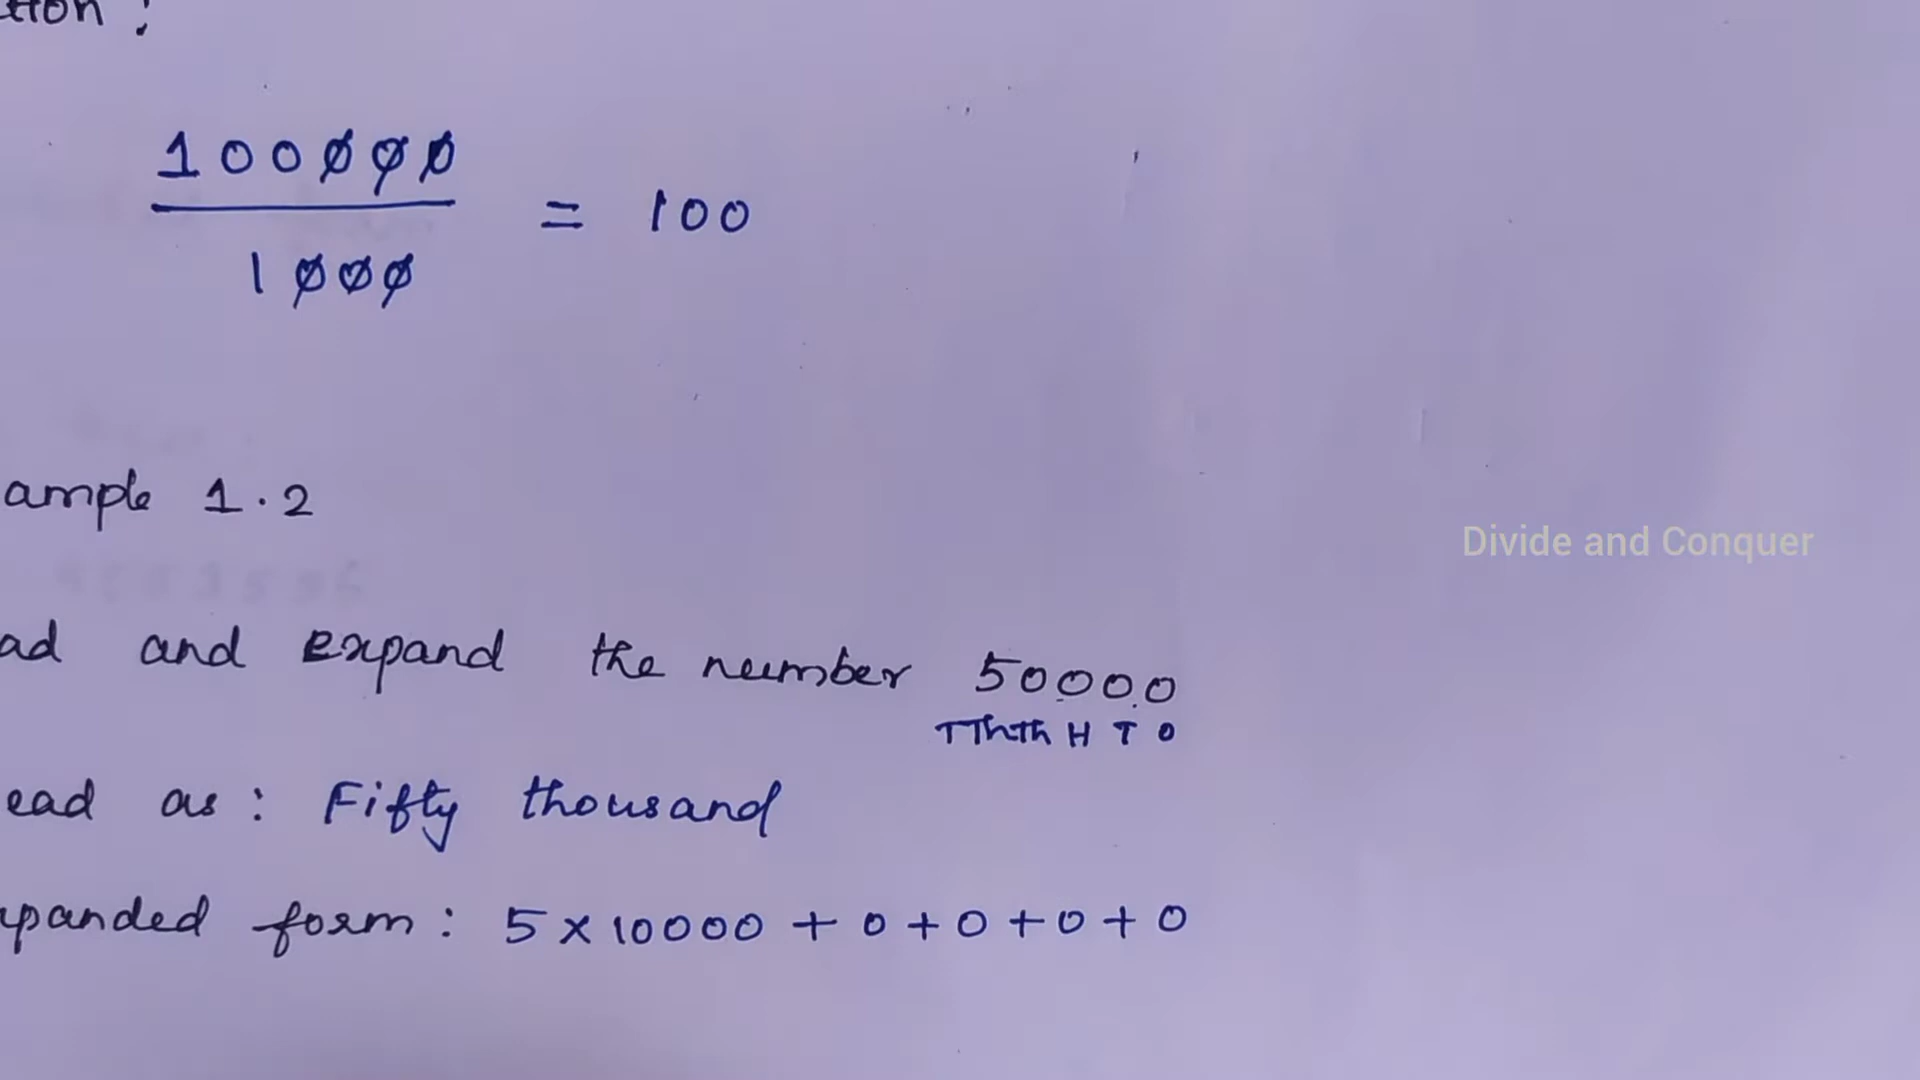 tion :
100000
= 100
1000
ample 1.2
Divide and Conquer
ad and expand the number 50000
TTh Th H T O
ead as : Fifty thousand
panded form : 5 × 10000 + 0 + 0 + 0 + 0